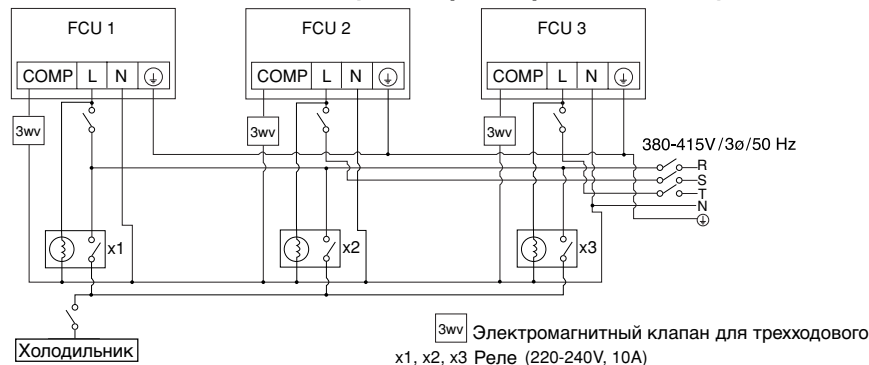 FCU 1 FCU 2 FCU 3
COMP L N COMP L N COMP L N
3wv 3wv 3wv
380-415V/3ø/50 Hz
R
S
T
N
x1 x2 x3
3wv Электромагнитный клапан для трехходового
Холодильник
x1, x2, x3 Реле (220-240V, 10A)